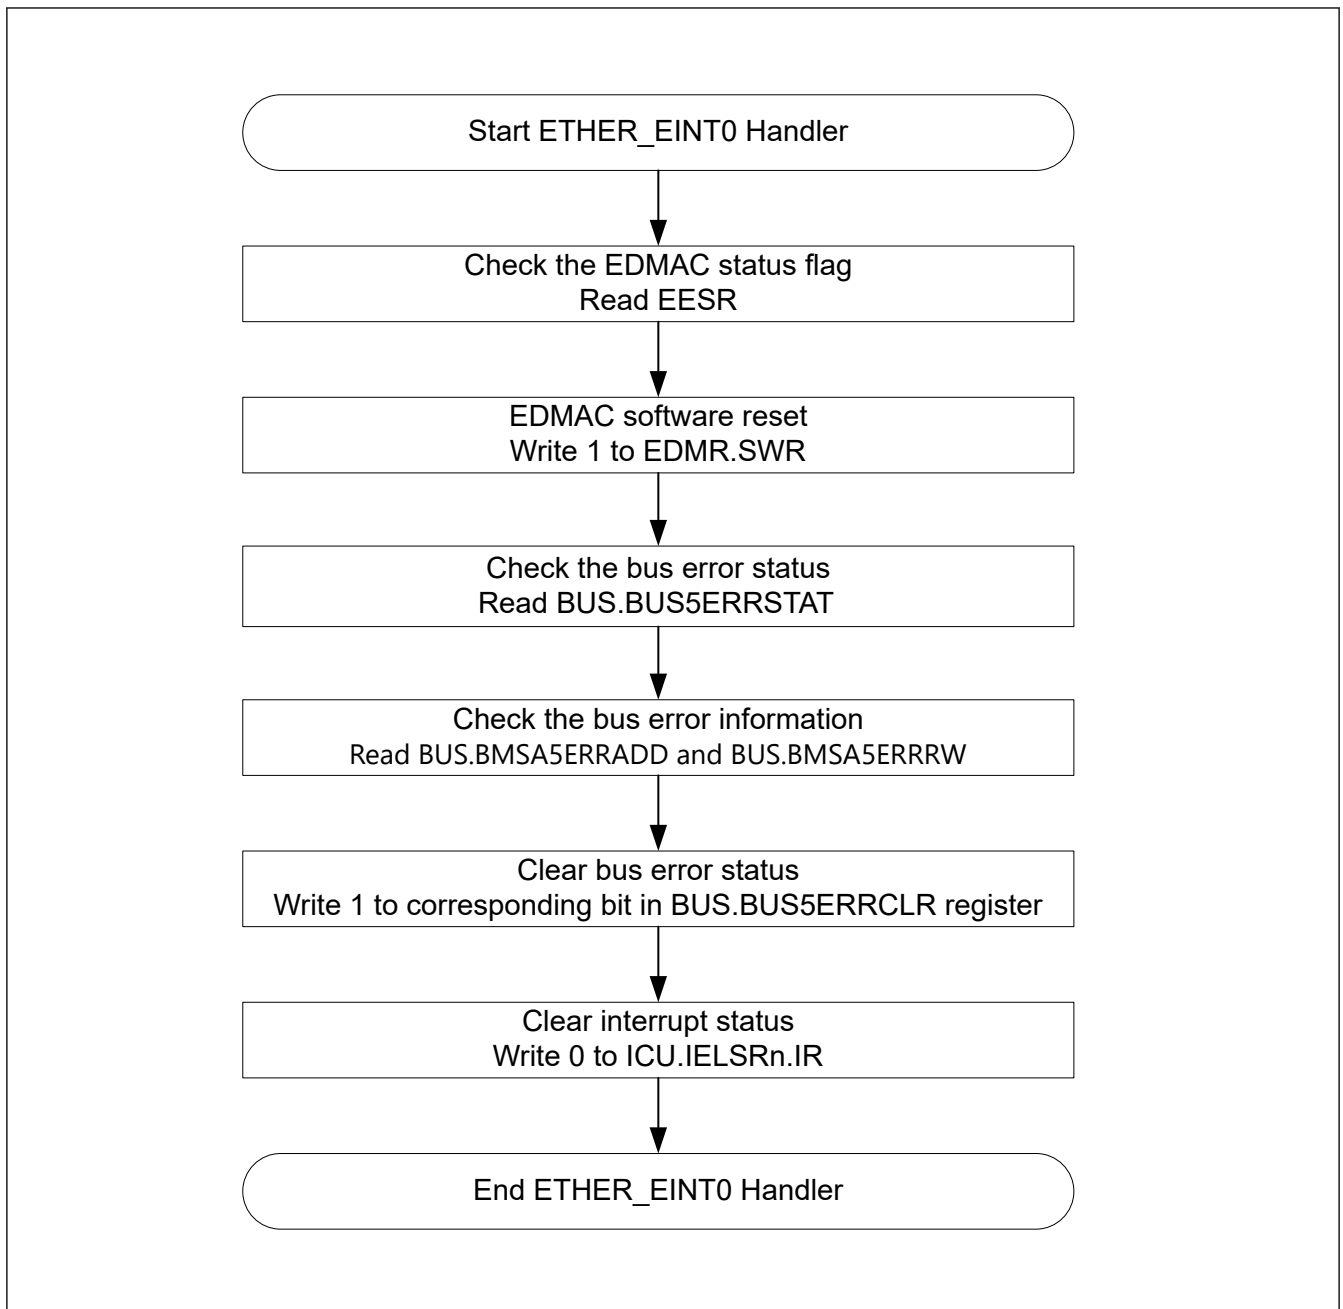 Start ETHER_EINT0 Handler
Check the EDMAC status flag
Read EESR
EDMAC software reset
Write 1 to EDMR.SWR
Check the bus error status
Read BUS.BUS5ERRSTAT
Check the bus error information
Read BUS.BMSA5ERRADD and BUS.BMSA5ERRRW
Clear bus error status
Write 1 to corresponding bit in BUS.BUS5ERRCLR register
Clear interrupt status
Write 0 to ICU.IELSRn.IR
End ETHER_EINT0 Handler